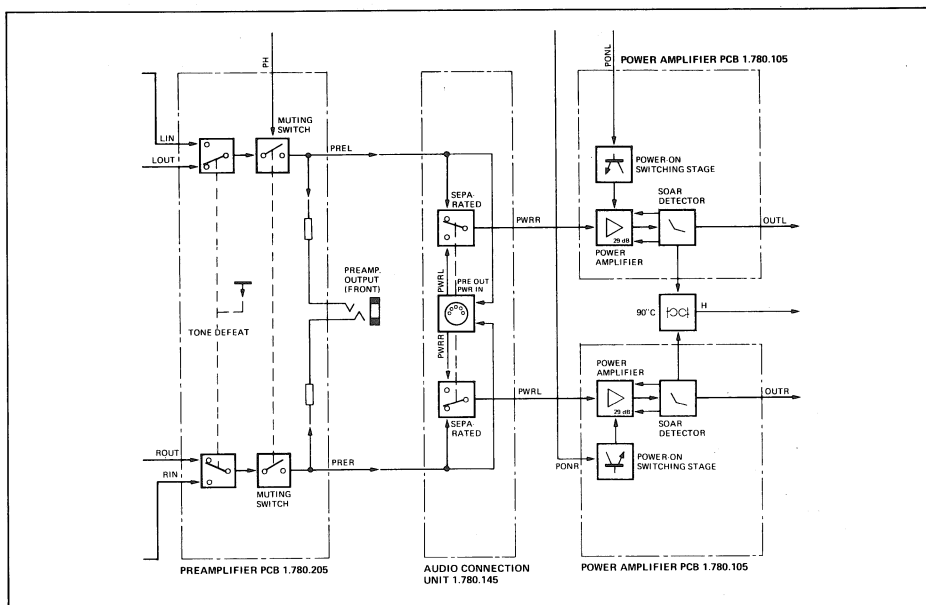 PONL
POWER AMPLIFIER PCB 1.780.105
PH
MUTING
SWITCH
LIN
LOUT
PREL
POWER-ON
SWITCHING STAGE
SEPA-
RATED
SOAR
DETECTOR
PWRR
OUTL
29 dB
POWER
AMPLIFIER
PWRL
PREAMP.
OUTPUT
(FRONT)
PRE OUT
PWR IN
90°C
H
TONE DEFEAT
PWRR
POWER
AMPLIFIER
PWRL
OUTR
29 dB
SEPA-
RATED
SOAR
DETECTOR
ROUT
RIN
PRER
PONR
POWER-ON
SWITCHING STAGE
MUTING
SWITCH
PREAMPLIFIER PCB 1.780.205
AUDIO CONNECTION
UNIT 1.780.145
POWER AMPLIFIER PCB 1.780.105